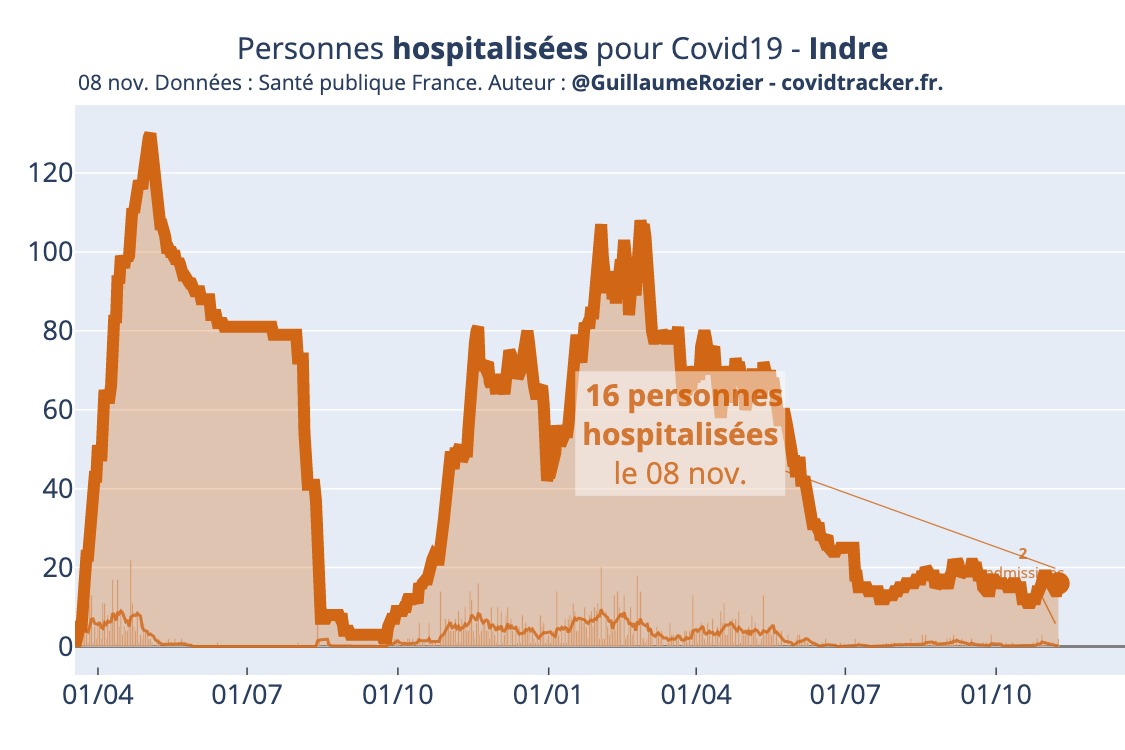 Personnes hospitalisées pour Covid19 - Indre
08 nov. Données : Santé publique France. Auteur : @GuillaumeRozier - covidtracker.fr.
120
100
80
60
40
20
0
16 personnes
hospitalisées
le 08 nov.
2
admissions
01/04 01/07 01/10 01/01 01/04 01/07 01/10